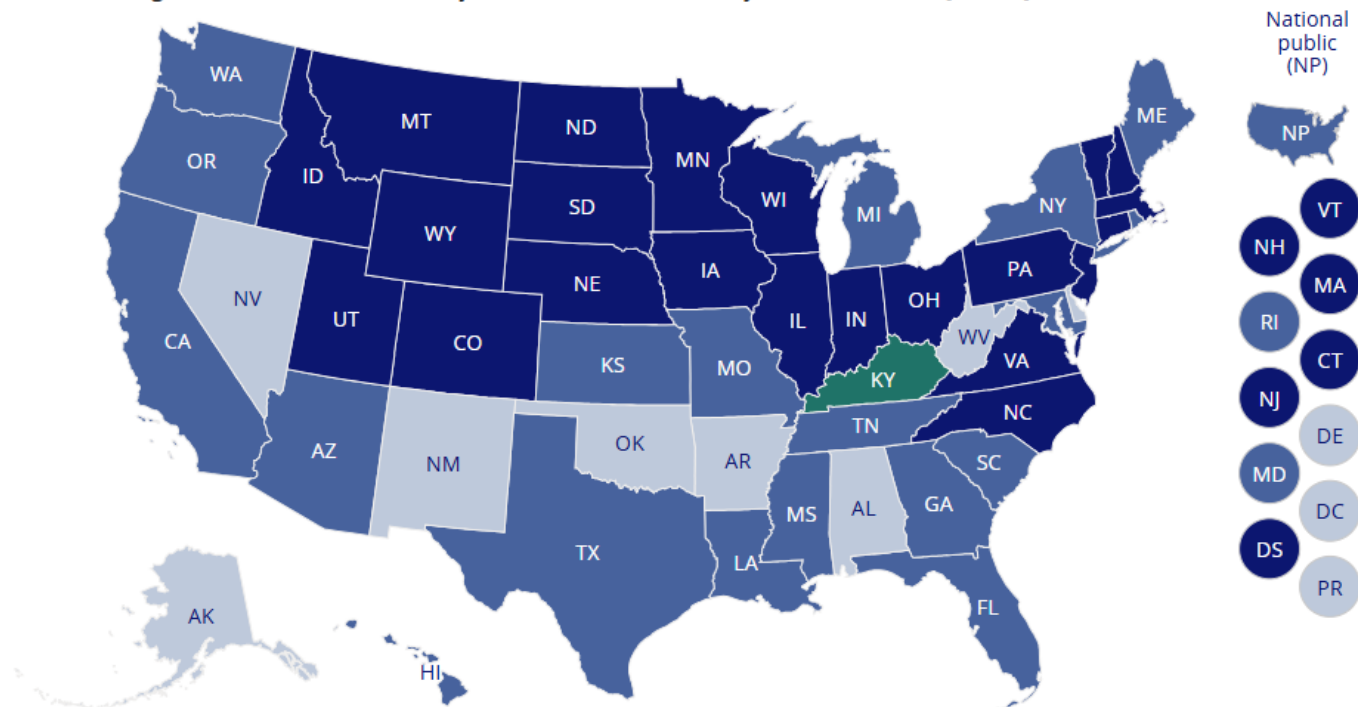 National
public
(NP)
WA
MT
ND
MN
ME
NP
OR
ID
SD
WI
MI
NY
VT
WY
NH
NV
UT
NE
IA
PA
MA
CO
IL
IN
OH
RI
CA
KS
MO
WV
VA
CT
KY
NJ
NC
AZ
NM
OK
AR
TN
SC
DE
MD
MS
AL
GA
DC
TX
LA
DS
AK
FL
PR
HI